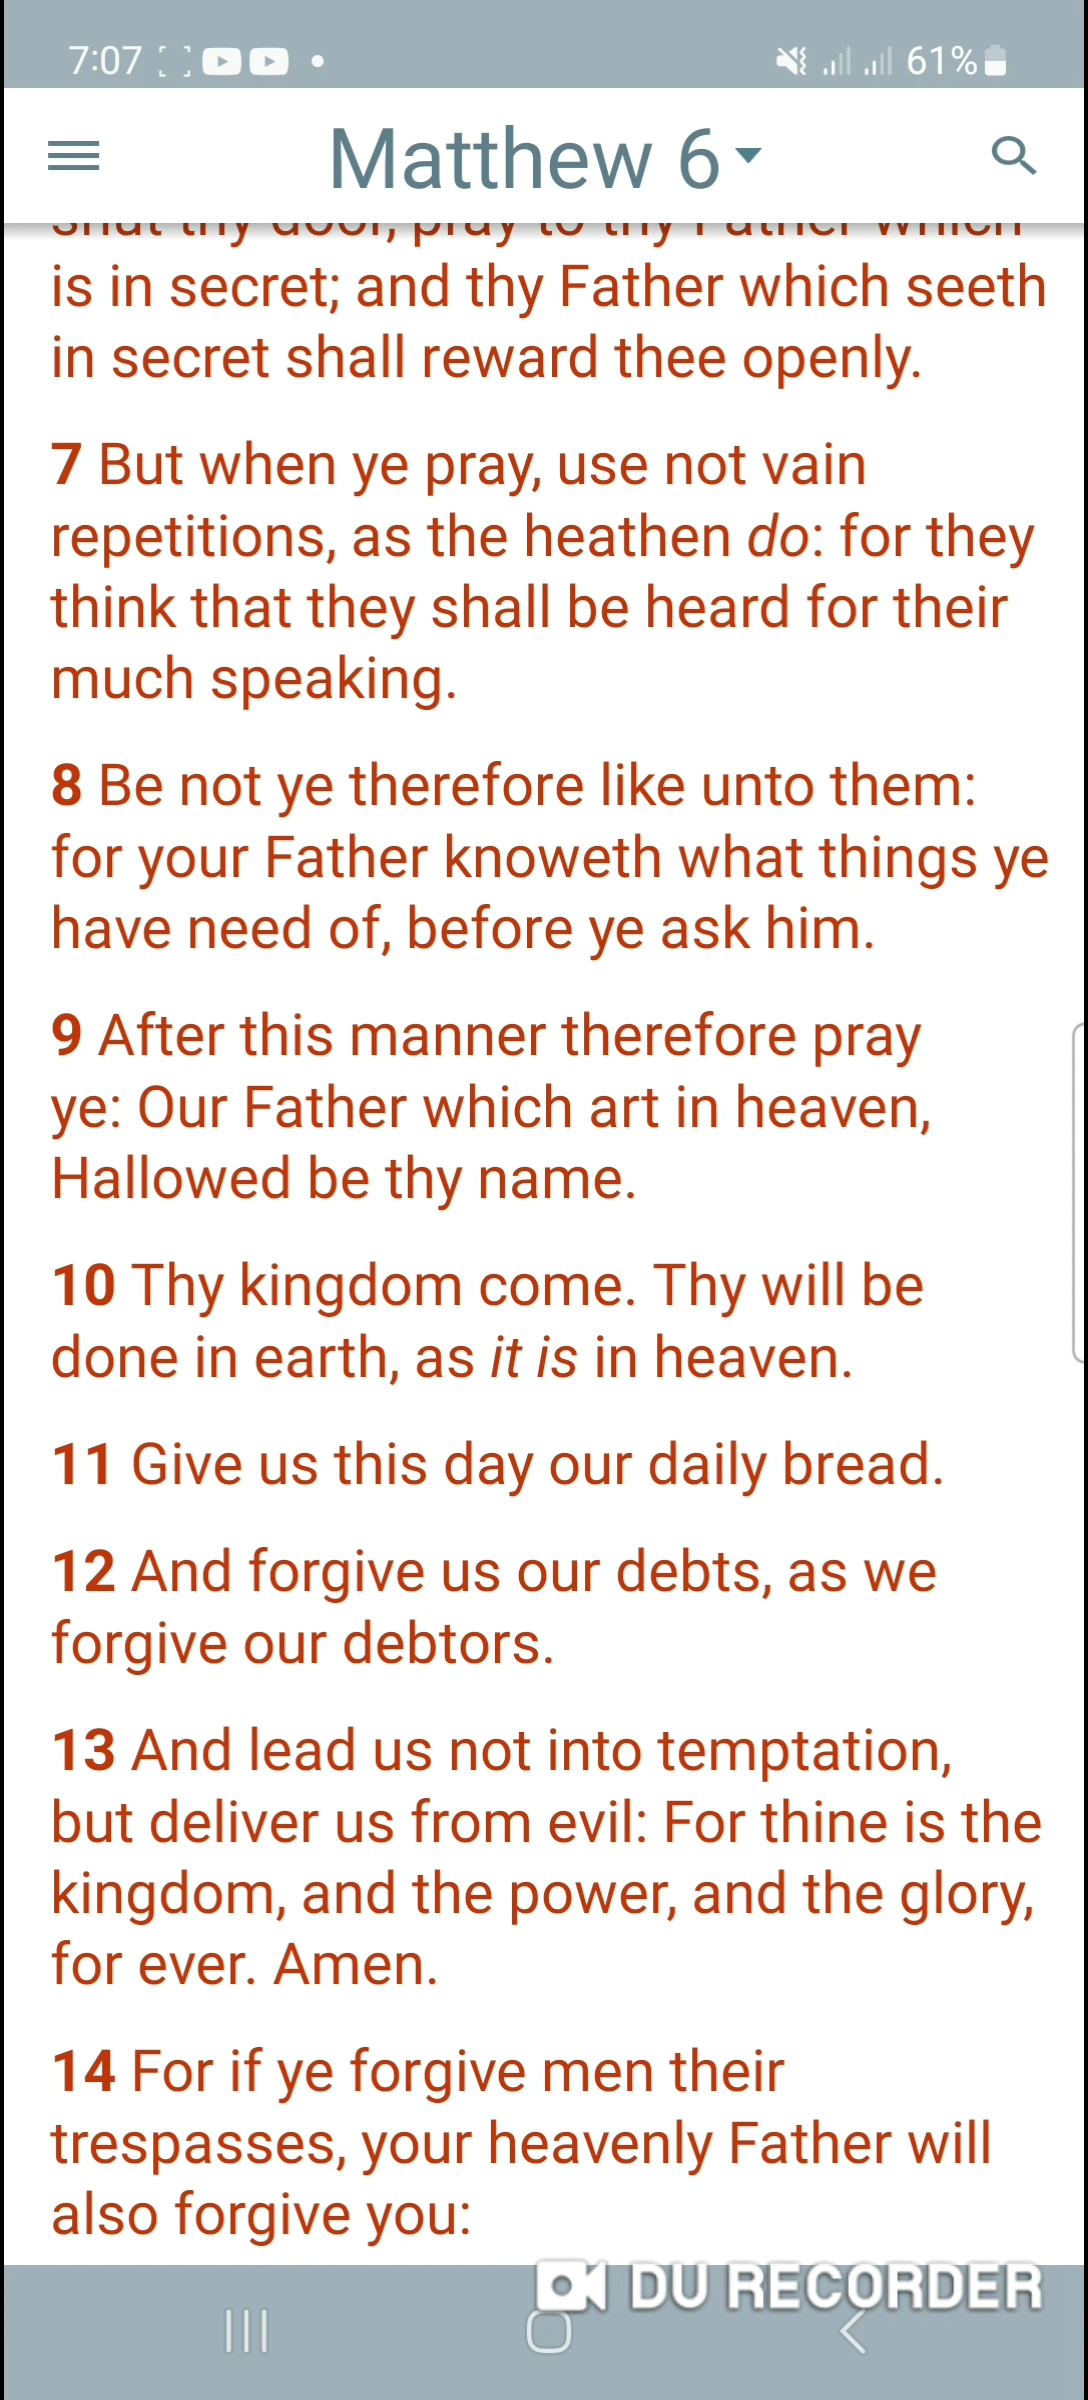 7:07 61%
Matthew 6
shut thy door, pray to thy Father which
is in secret; and thy Father which seeth
in secret shall reward thee openly.
7 But when ye pray, use not vain
repetitions, as the heathen do: for they
think that they shall be heard for their
much speaking.
8 Be not ye therefore like unto them:
for your Father knoweth what things ye
have need of, before ye ask him.
9 After this manner therefore pray
ye: Our Father which art in heaven,
Hallowed be thy name.
10 Thy kingdom come. Thy will be
done in earth, as it is in heaven.
11 Give us this day our daily bread.
12 And forgive us our debts, as we
forgive our debtors.
13 And lead us not into temptation,
but deliver us from evil: For thine is the
kingdom, and the power, and the glory,
for ever. Amen.
14 For if ye forgive men their
trespasses, your heavenly Father will
also forgive you:
DU RECORDER